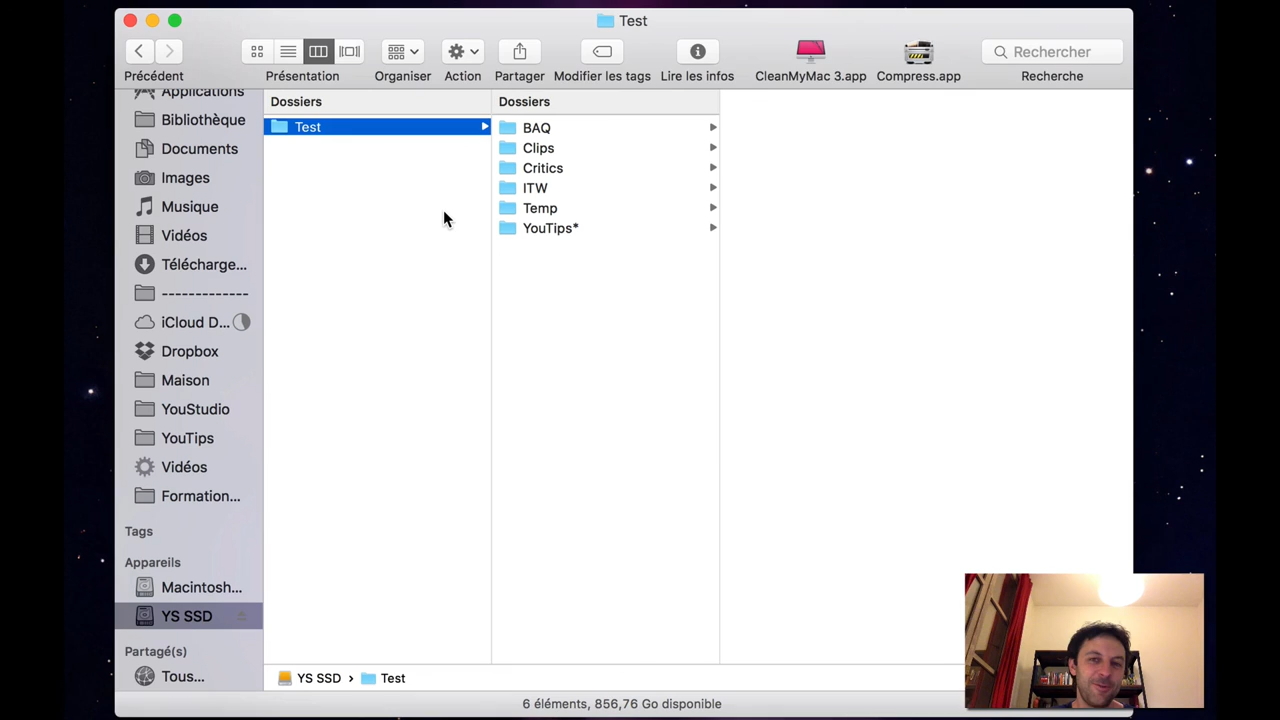 Test
Précédent
Présentation
Organiser
Action
Partager
Modifier les tags
Lire les infos
CleanMyMac 3.app
Compress.app
Rechercher
Recherche
Applications
Bibliothèque
Documents
Images
Musique
Vidéos
Télécharge...
-------------
iCloud D...
Dropbox
Maison
YouStudio
YouTips
Vidéos
Formation...
Tags
Appareils
Macintosh...
YS SSD
Partagé(s)
Tous...
Dossiers
Test
Dossiers
BAQ
Clips
Critics
ITW
Temp
YouTips*
YS SSD › Test
6 éléments, 856,76 Go disponible